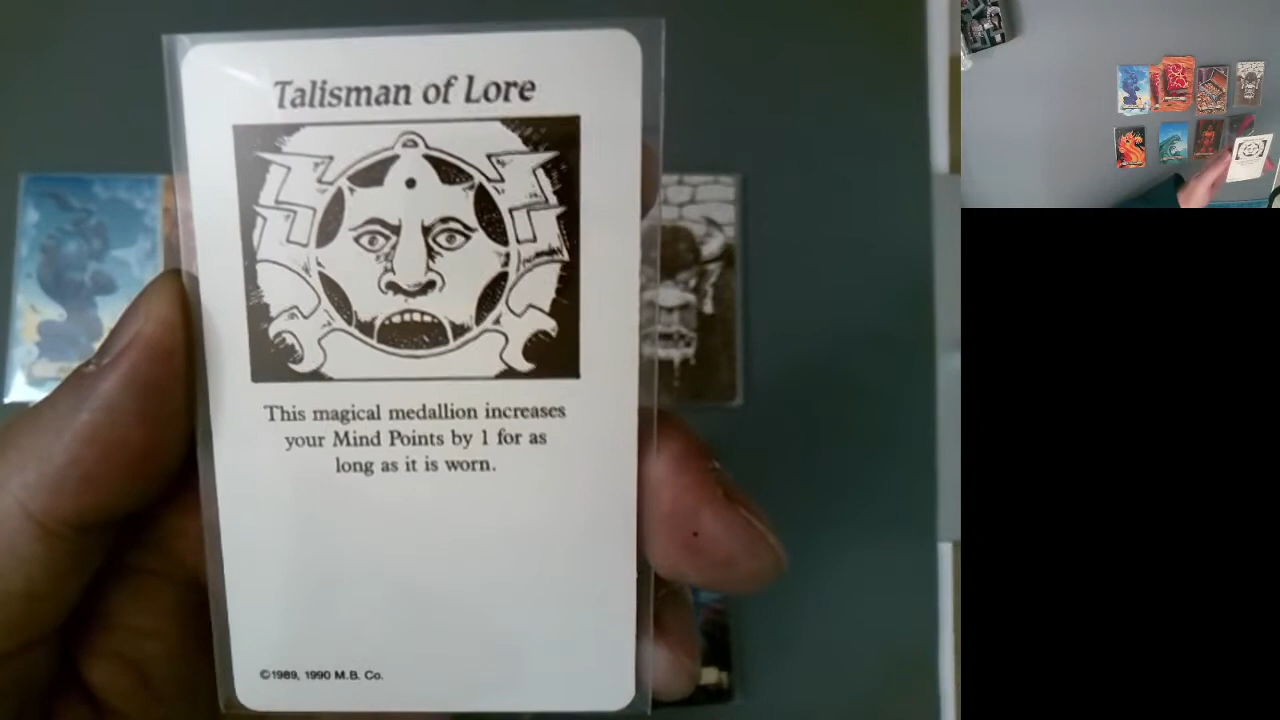 Talisman of Lore
This magical medallion increases
your Mind Points by 1 for as
long as it is worn.
©1989, 1990 M.B. Co.